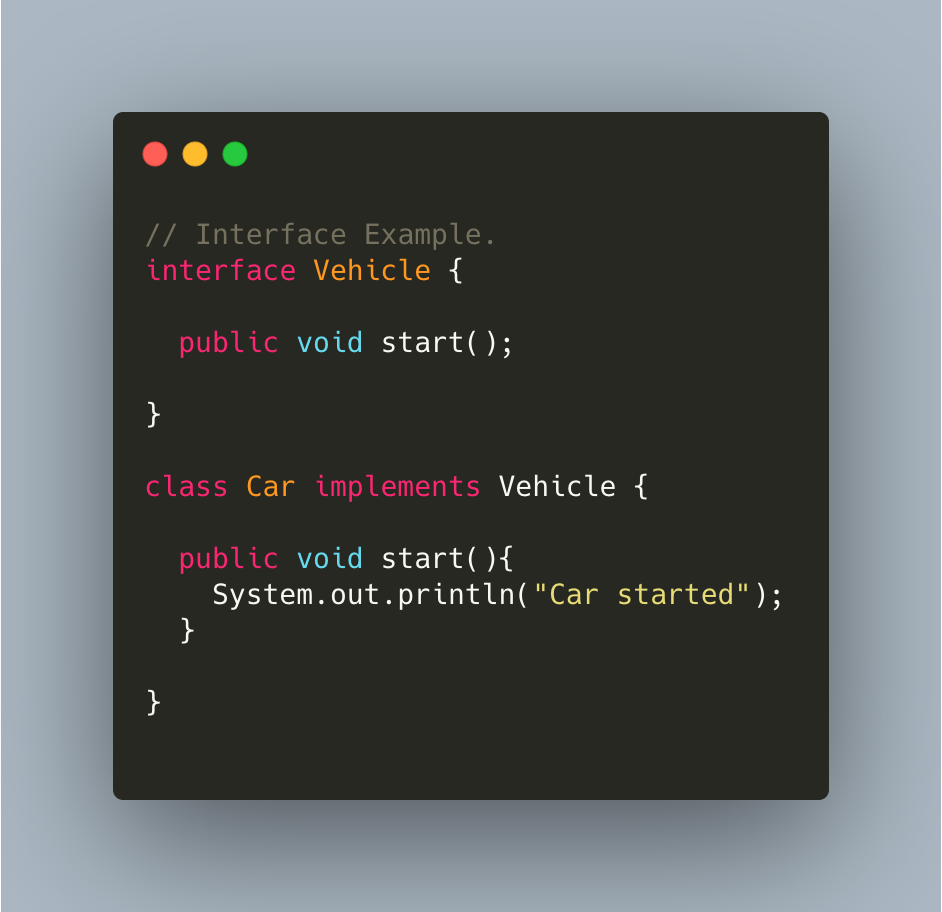 // Interface Example.
interface Vehicle {
  public void start();
}
class Car implements Vehicle {
  public void start(){
    System.out.println("Car started");
  }
}